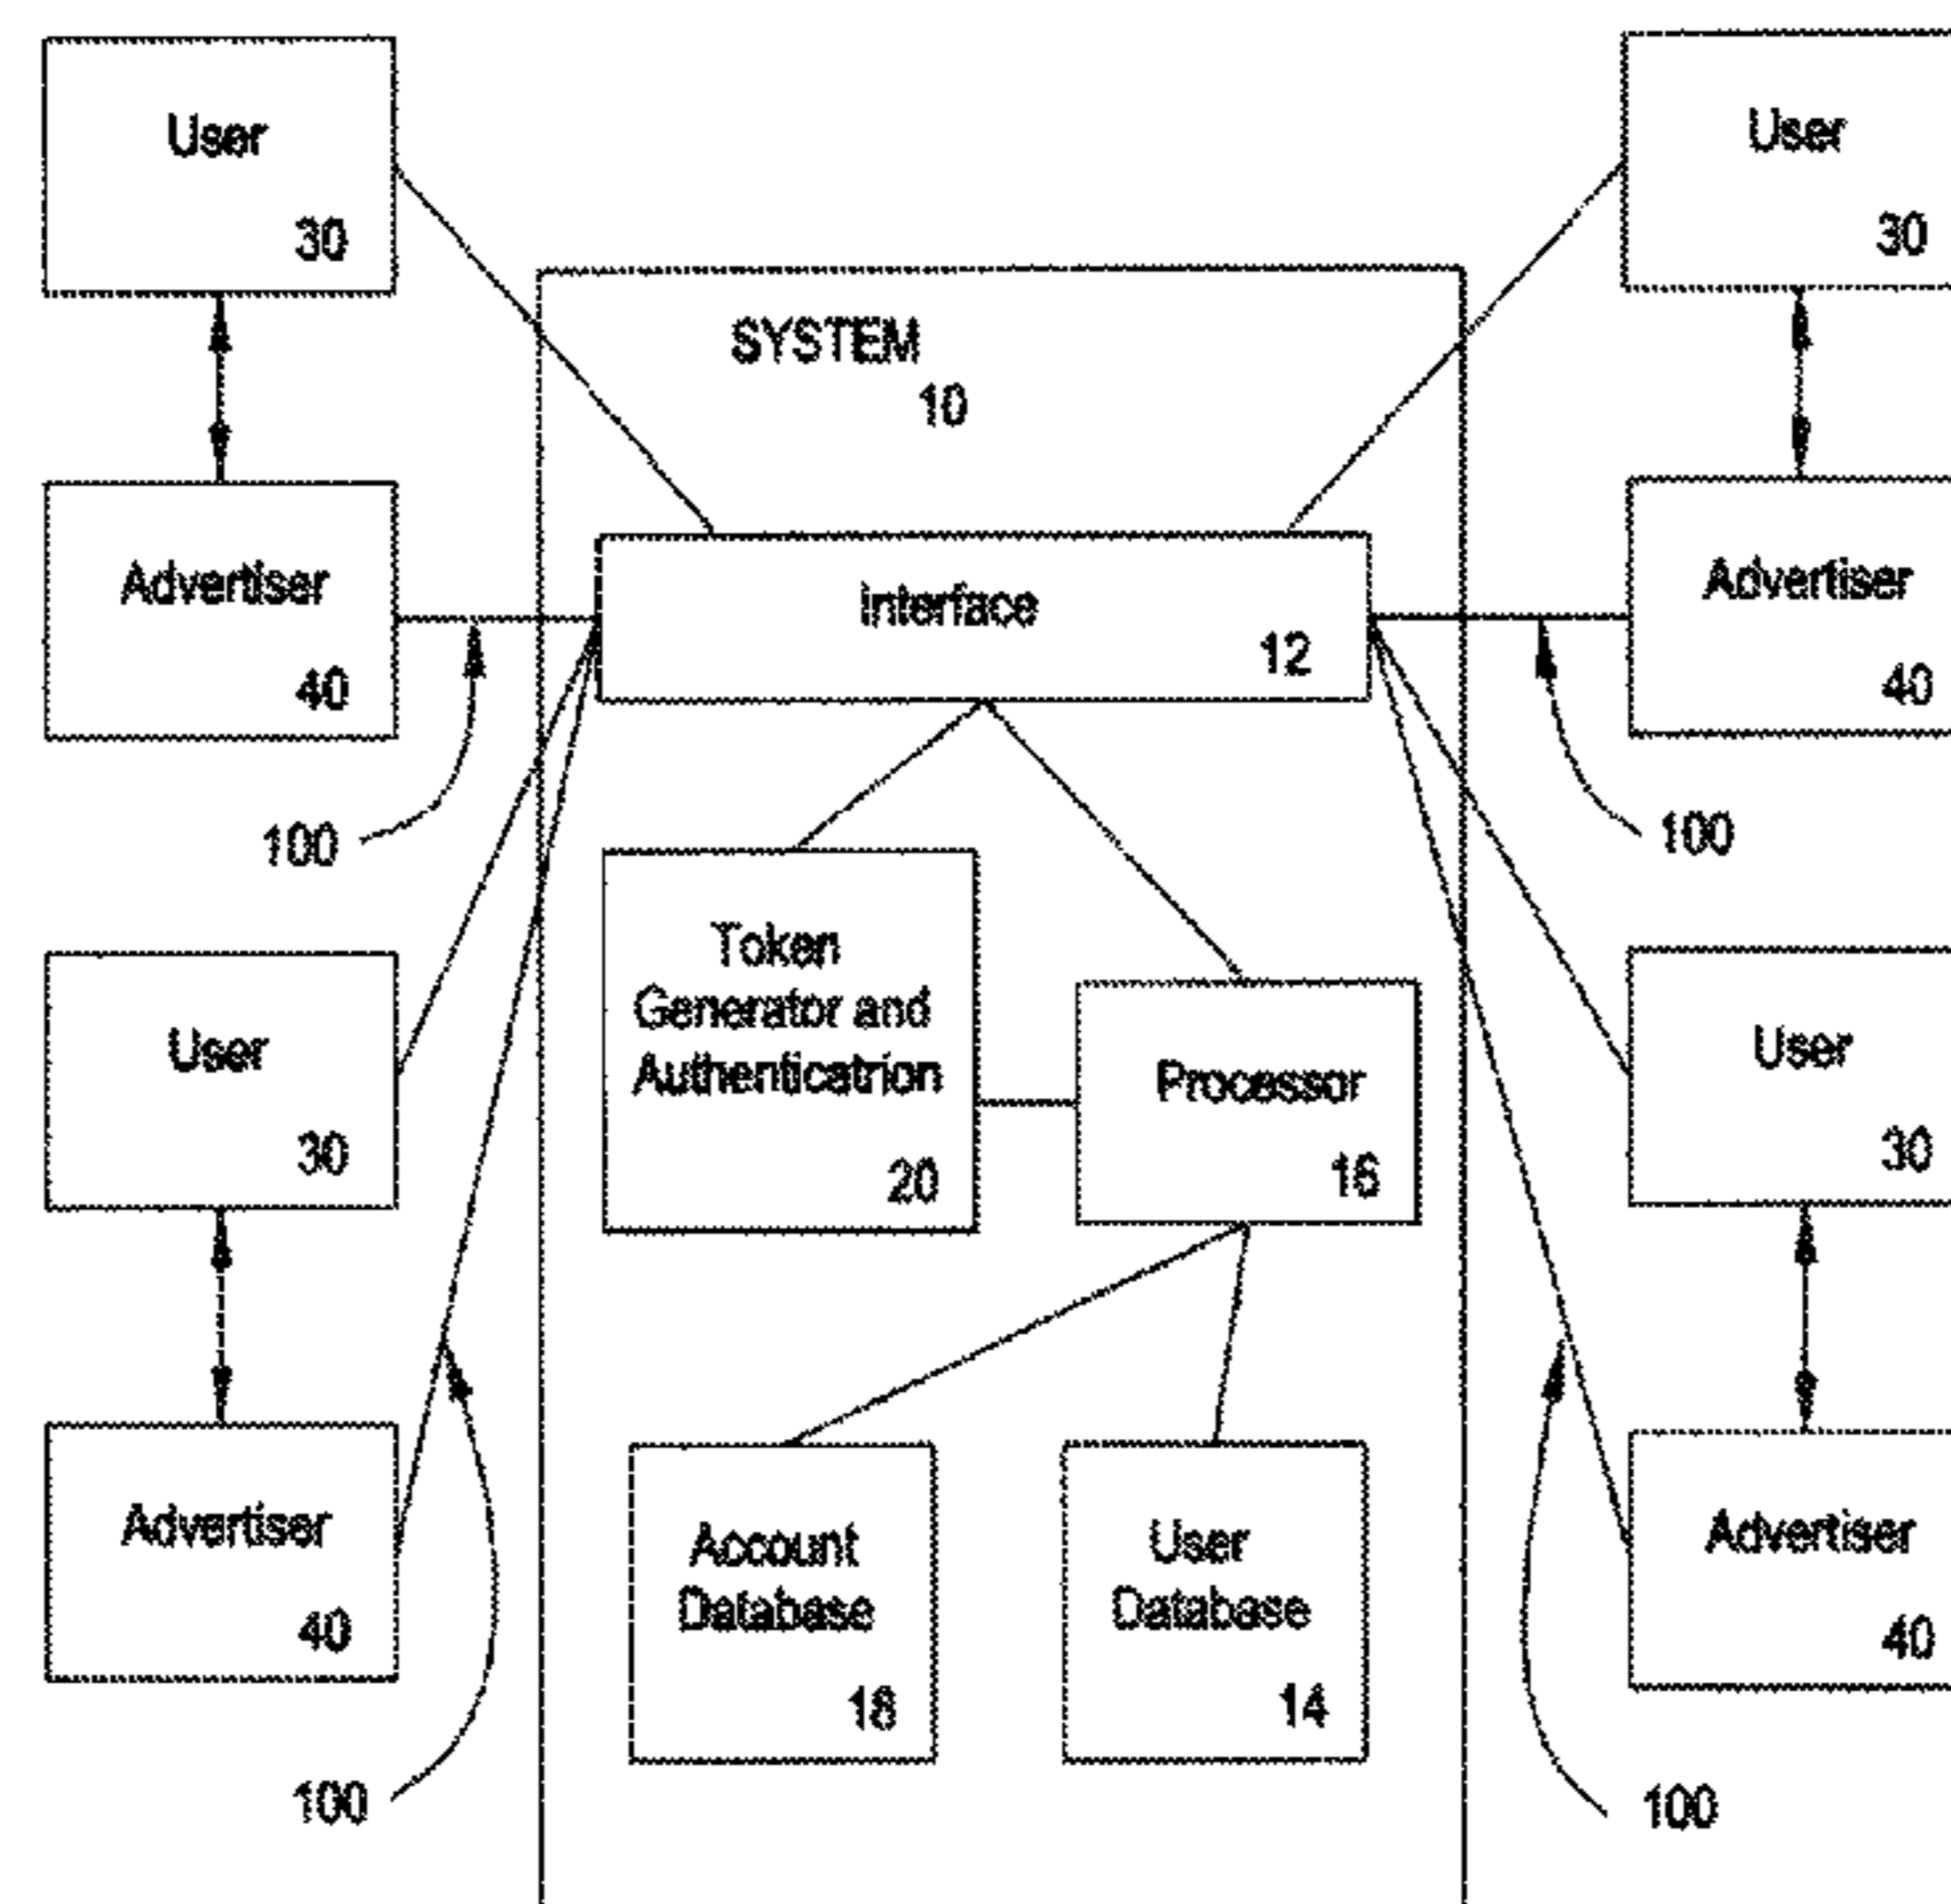 User
30
User
30
SYSTEM
10
Advertiser
40
Interface
12
Advertiser
40
100
100
Token
Generator and
Authenticatrion
20
Processor
16
User
30
User
30
Advertiser
40
Account
Database
18
User
Database
14
Advertiser
40
100
100